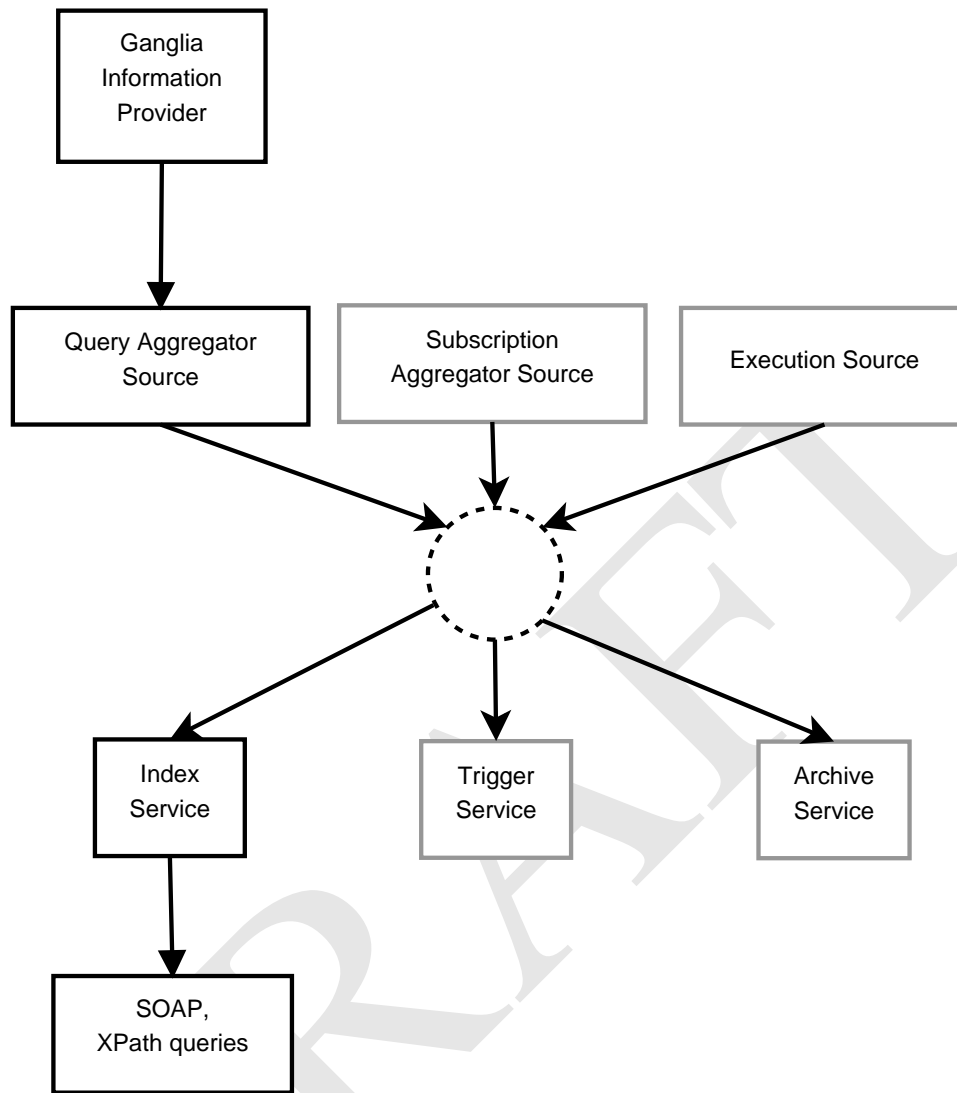 Ganglia
Information
Provider
Query Aggregator
Source
Subscription
Aggregator Source
Execution Source
Index
Service
Trigger
Service
Archive
Service
SOAP,
XPath queries
RAFT